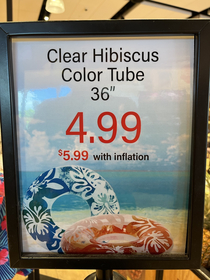 Clear Hibiscus
Color Tube
36"
4.99
$5.99 with inflation